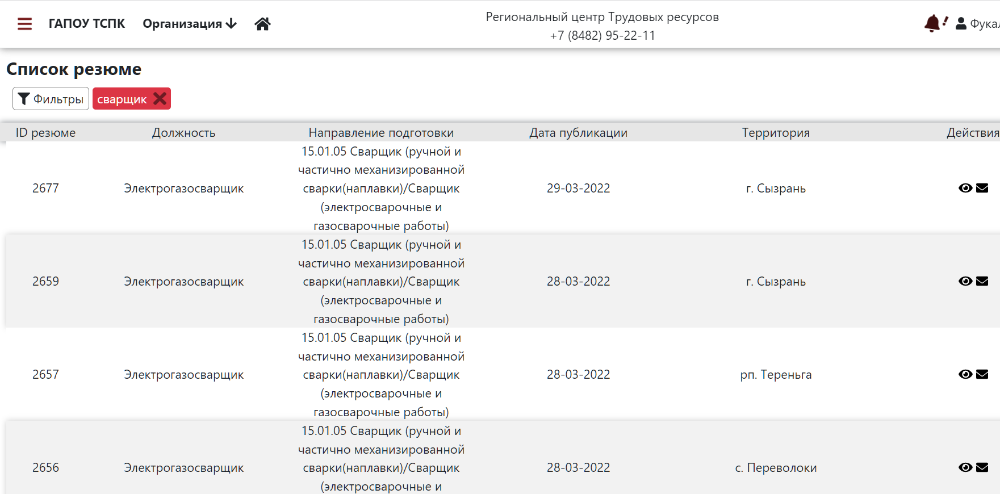 ГАПОУ ТСПК Организация
Региональный центр Трудовых ресурсов
+7 (8482) 95-22-11
Список резюме
Фильтры сварщик
ID резюме Должность Направление подготовки Дата публикации Территория Действия
15.01.05 Сварщик (ручной и
частично механизированной
2677 Электрогазосварщик сварки(наплавки)/Сварщик 29-03-2022 г. Сызрань
(электросварочные и
газосварочные работы)
15.01.05 Сварщик (ручной и
частично механизированной
2659 Электрогазосварщик сварки(наплавки)/Сварщик 28-03-2022 г. Сызрань
(электросварочные и
газосварочные работы)
15.01.05 Сварщик (ручной и
частично механизированной
2657 Электрогазосварщик сварки(наплавки)/Сварщик 28-03-2022 рп. Тереньга
(электросварочные и
газосварочные работы)
15.01.05 Сварщик (ручной и
частично механизированной
2656 Электрогазосварщик сварки(наплавки)/Сварщик 28-03-2022 с. Переволоки
(электросварочные и